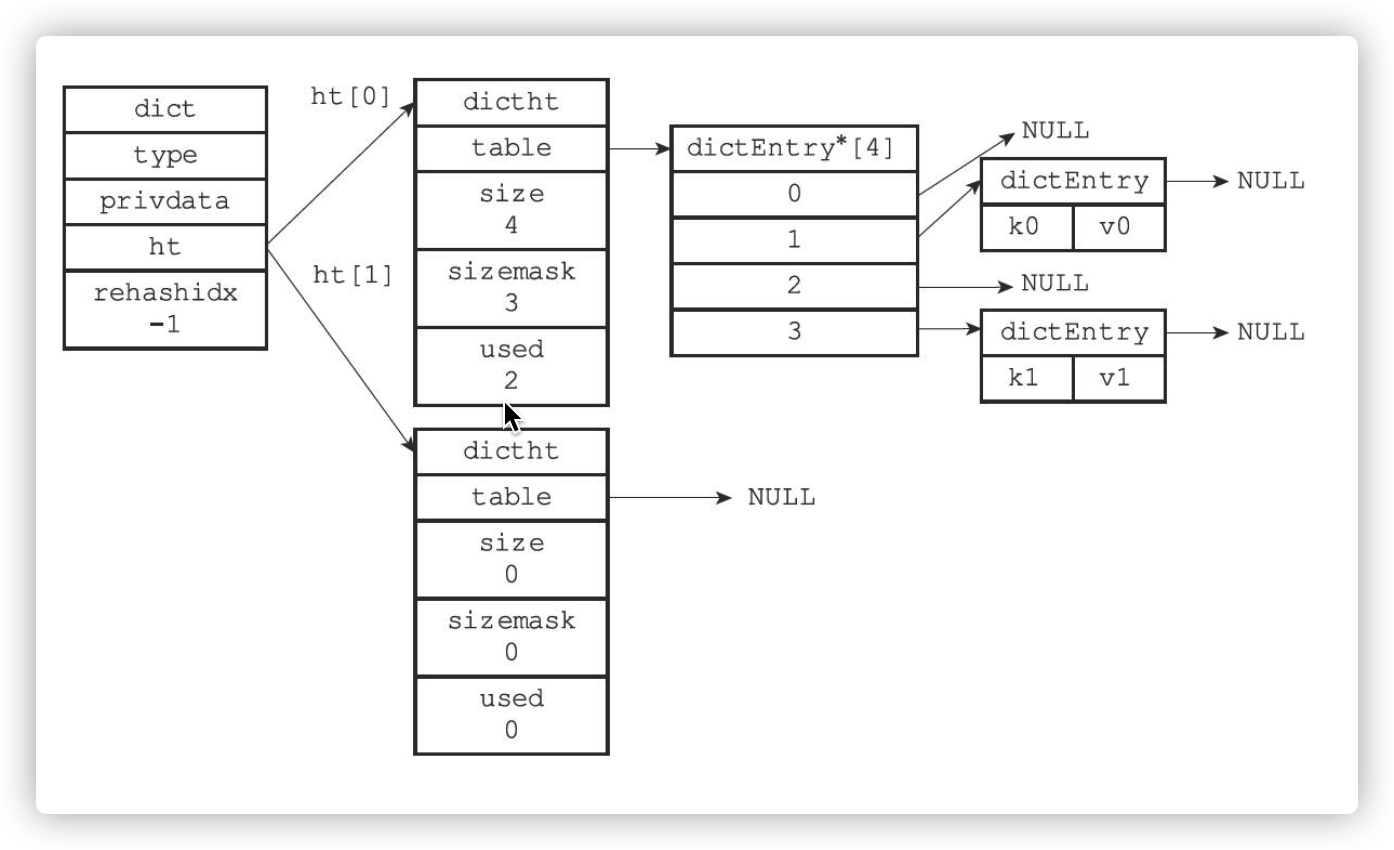 dict
type
privdata
ht
rehashidx
-1
ht[0]
ht[1]
dictht
table
size
4
sizemask
3
used
2
dictht
table
size
0
sizemask
0
used
0
NULL
dictEntry*[4]
0
1
2
3
NULL
dictEntry
k0 v0
NULL
NULL
dictEntry
k1 v1
NULL